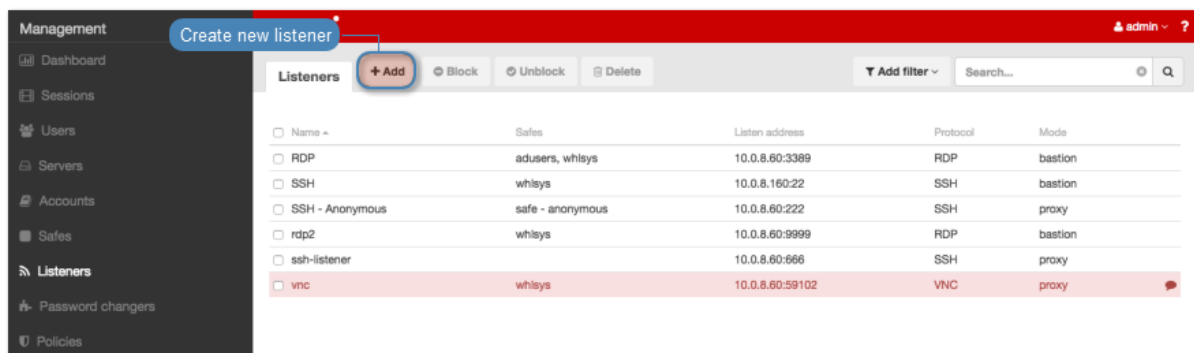 Management
Create new listener
admin ?
Dashboard
Sessions
Users
Servers
Accounts
Safes
Listeners
Password changers
Policies
Listeners + Add Block Unblock Delete Add filter Search...
Name Safes Listen address Protocol Mode
RDP adusers, whlsys 10.0.8.60:3389 RDP bastion
SSH whlsys 10.0.8.160:22 SSH bastion
SSH - Anonymous safe - anonymous 10.0.8.60:222 SSH proxy
rdp2 whlsys 10.0.8.60:9999 RDP bastion
ssh-listener 10.0.8.60:666 SSH proxy
vnc whlsys 10.0.8.60:59102 VNC proxy